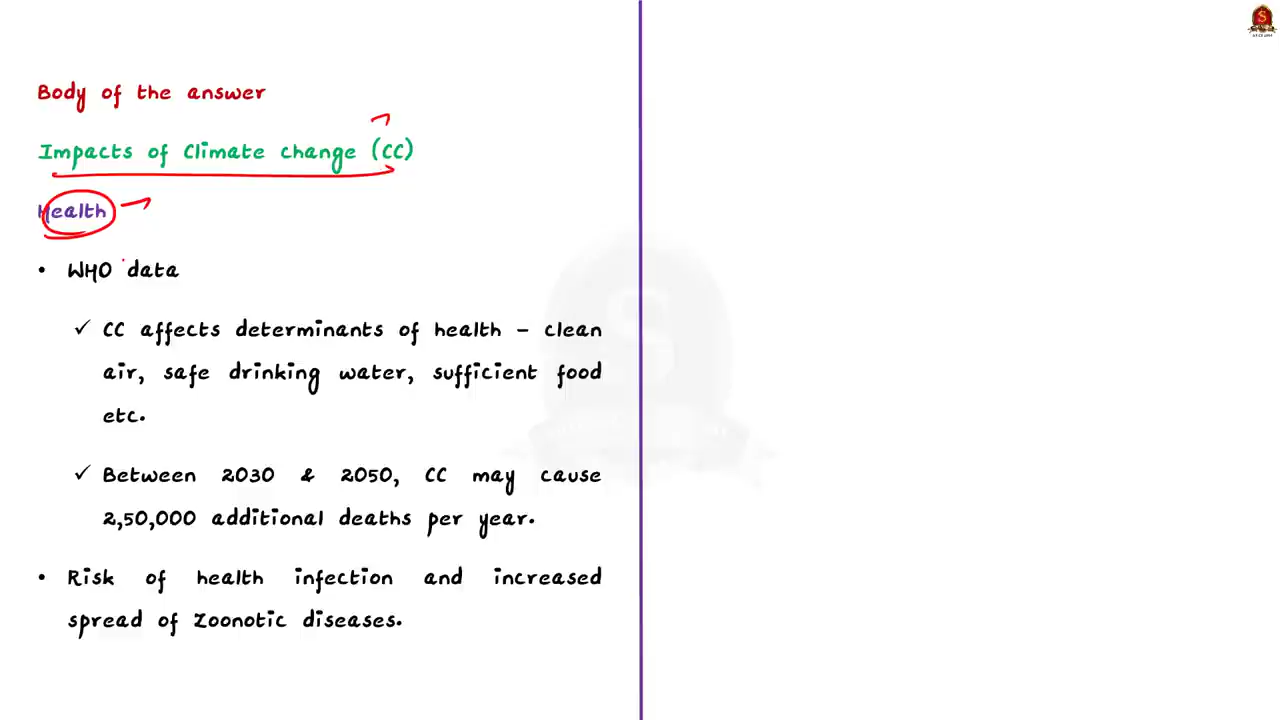 Body of the answer
Impacts of Climate change (CC)
Health
• WHO data
✓ CC affects determinants of health – clean
air, safe drinking water, sufficient food
etc.
✓ Between 2030 & 2050, CC may cause
2,50,000 additional deaths per year.
• Risk of health infection and increased
spread of Zoonotic diseases.